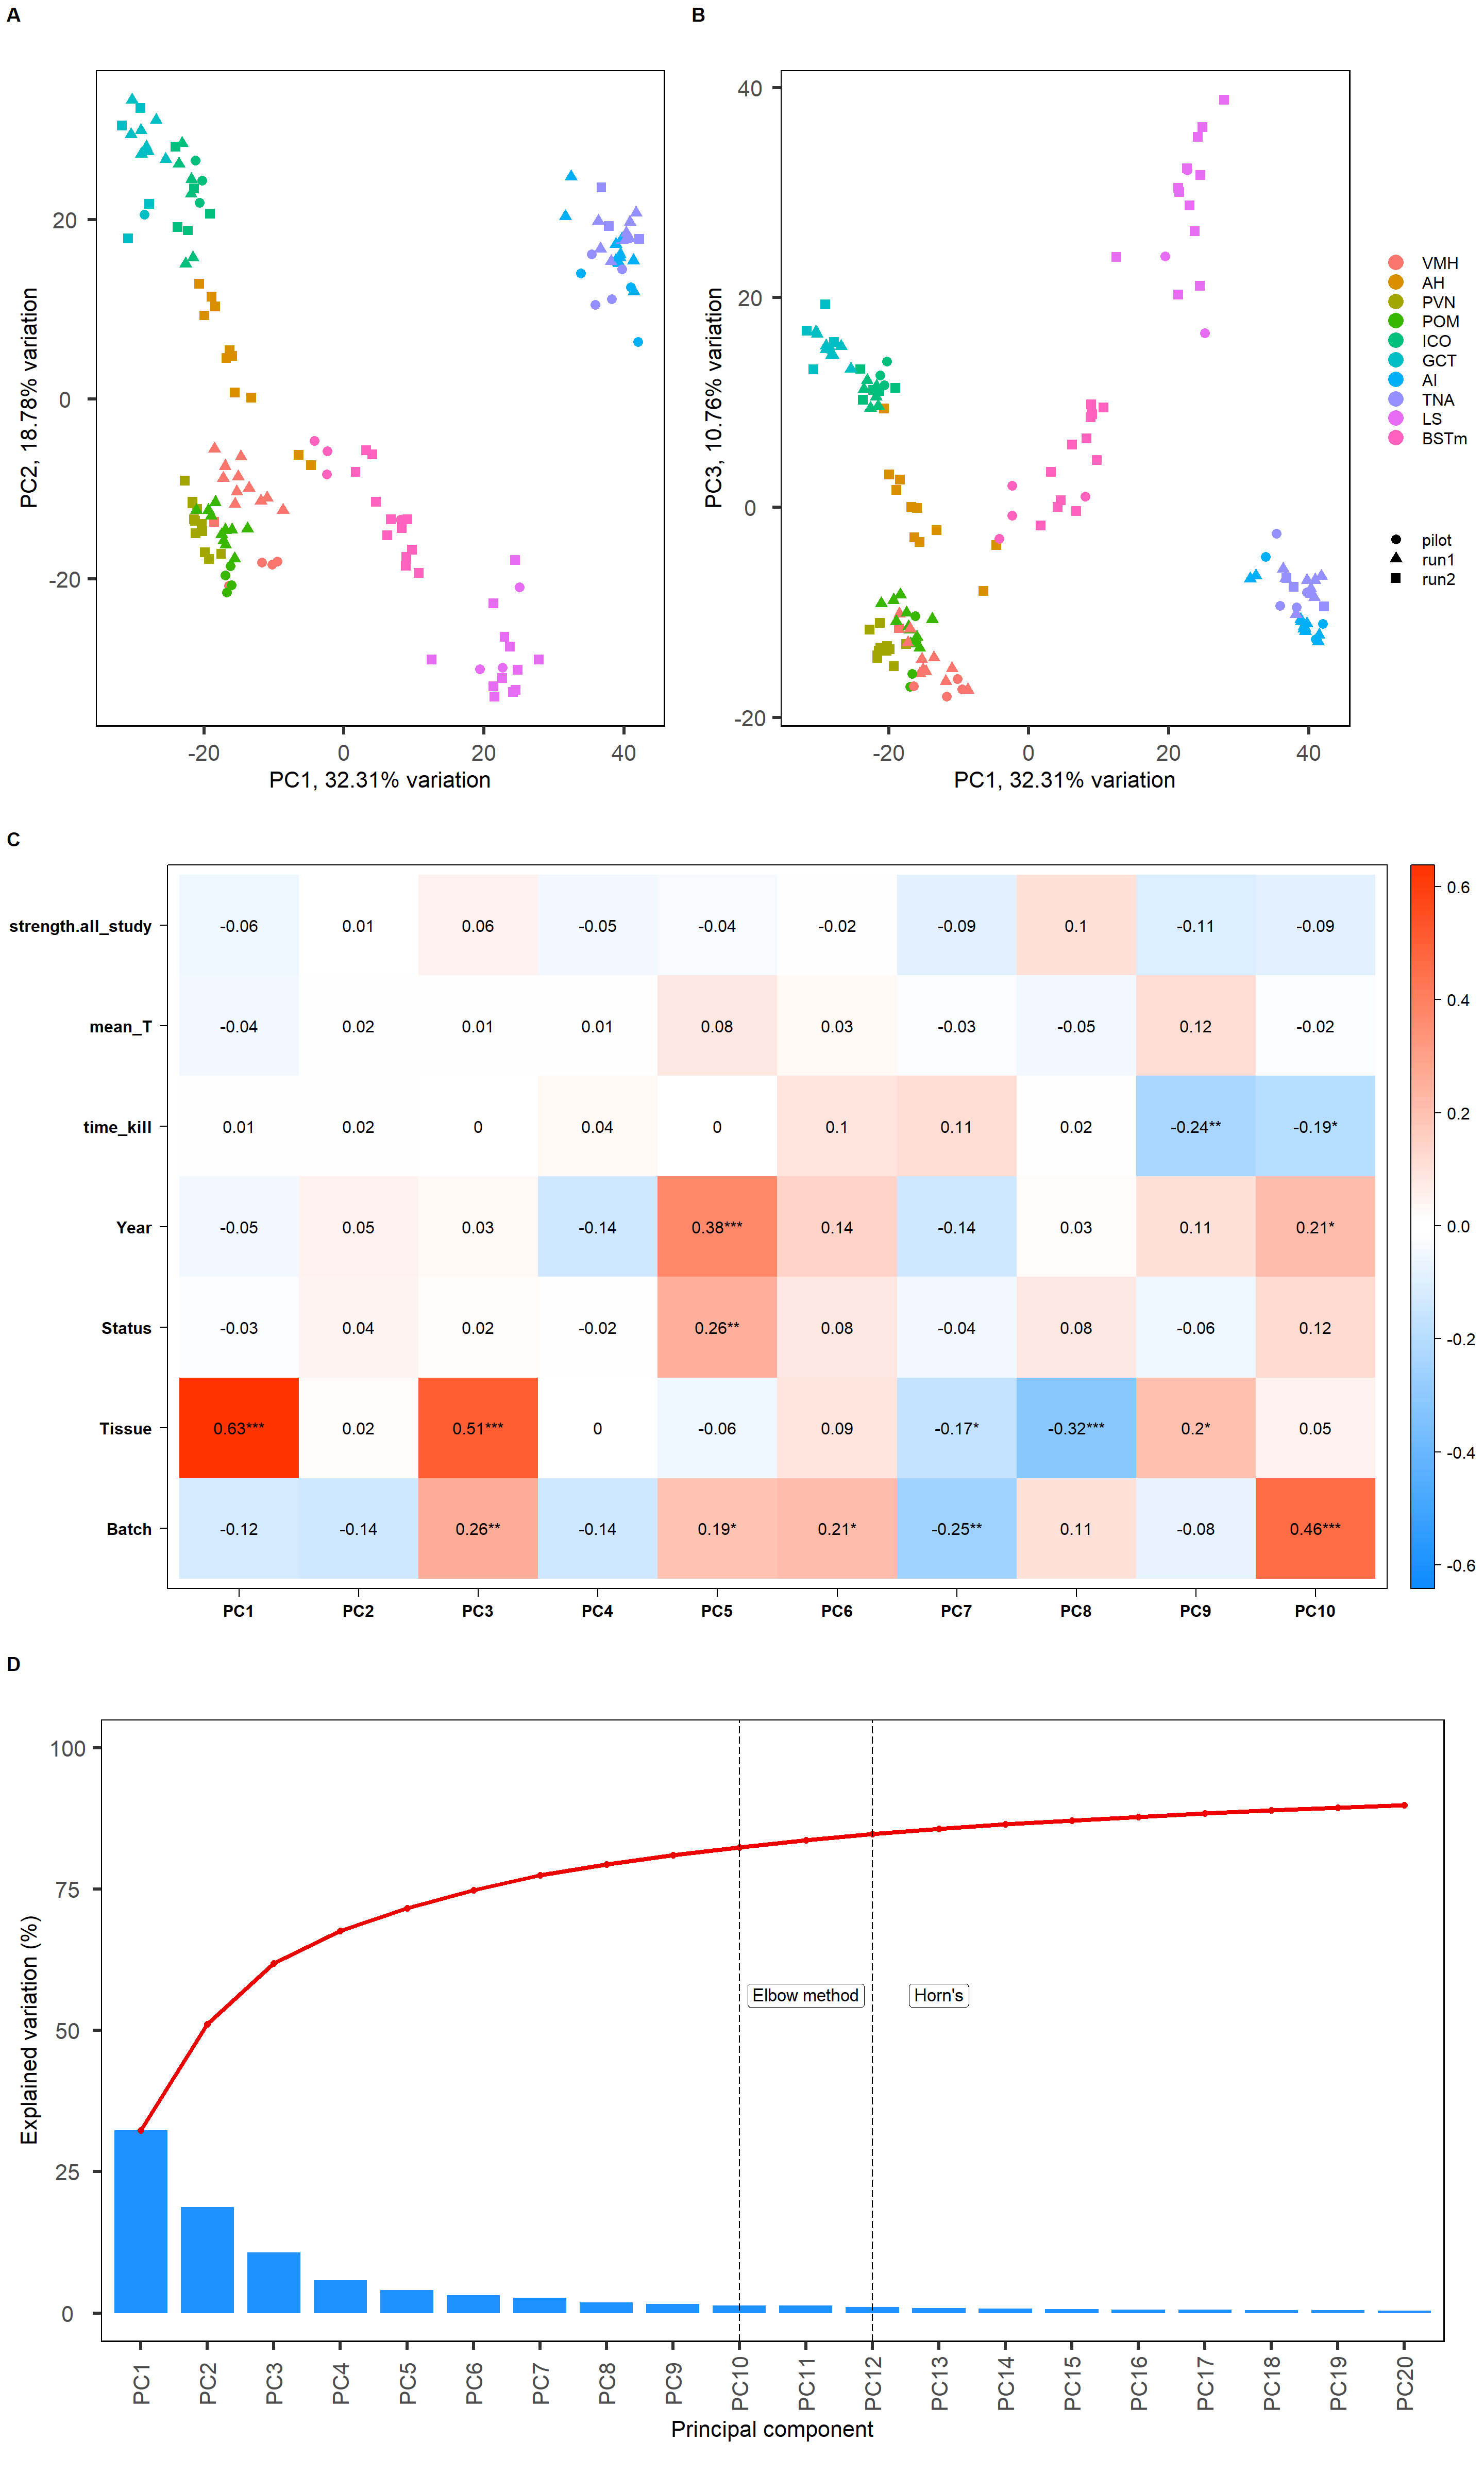 A
PC2, 18.78% variation
20
0
-20
-20
0
20
40
PC1, 32.31% variation
B
PC3, 10.76% variation
40
20
0
-20
-20
0
20
40
PC1, 32.31% variation
VMH
AH
PVN
POM
ICO
GCT
AI
TNA
LS
BSTm
pilot
run1
run2
C
strength.all_study -0.06 0.01 0.06 -0.05 -0.04 -0.02 -0.09 0.1 -0.11 -0.09
mean_T -0.04 0.02 0.01 0.01 0.08 0.03 -0.03 -0.05 0.12 -0.02
time_kill 0.01 0.02 0 0.04 0 0.1 0.11 0.02 -0.24** -0.19*
Year -0.05 0.05 0.03 -0.14 0.38*** 0.14 -0.14 0.03 0.11 0.21*
Status -0.03 0.04 0.02 -0.02 0.26** 0.08 -0.04 0.08 -0.06 0.12
Tissue 0.63*** 0.02 0.51*** 0 -0.06 0.09 -0.17* -0.32*** 0.2* 0.05
Batch -0.12 -0.14 0.26** -0.14 0.19* 0.21* -0.25** 0.11 -0.08 0.46***
PC1 PC2 PC3 PC4 PC5 PC6 PC7 PC8 PC9 PC10
0.6
0.4
0.2
0.0
-0.2
-0.4
-0.6
D
Explained variation (%)
100
75
50
25
0
Elbow method
Horn's
PC1 PC2 PC3 PC4 PC5 PC6 PC7 PC8 PC9 PC10 PC11 PC12 PC13 PC14 PC15 PC16 PC17 PC18 PC19 PC20
Principal component